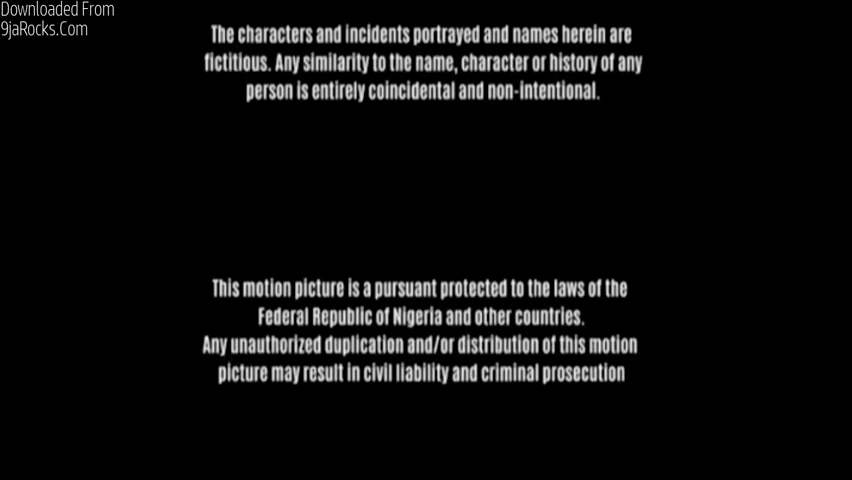 Downloaded From
9jaRocks.Com
The characters and incidents portrayed and names herein are
fictitious. Any similarity to the name, character or history of any
person is entirely coincidental and non-intentional.
This motion picture is a pursuant protected to the laws of the
Federal Republic of Nigeria and other countries.
Any unauthorized duplication and/or distribution of this motion
picture may result in civil liability and criminal prosecution